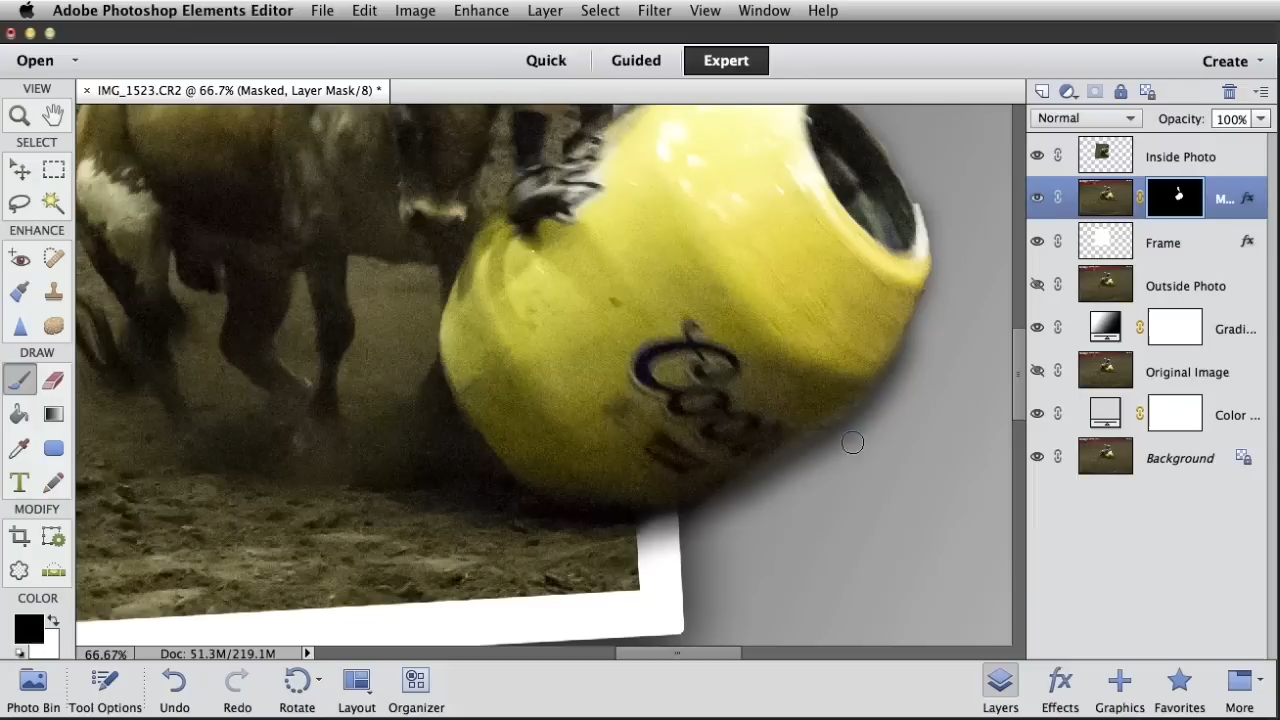 Adobe Photoshop Elements Editor File Edit Image Enhance Layer Select Filter View Window Help
Open Quick Guided Expert Create
VIEW
× IMG_1523.CR2 @ 66.7% (Masked, Layer Mask/8) *
Normal Opacity: 100%
SELECT
Inside Photo
M... fx
ENHANCE
Frame fx
Outside Photo
Gradi...
DRAW
Original Image
Color ...
Background
MODIFY
COLOR
66.67% Doc: 51.3M/219.1M
Photo Bin Tool Options Undo Redo Rotate Layout Organizer Layers Effects Graphics Favorites More